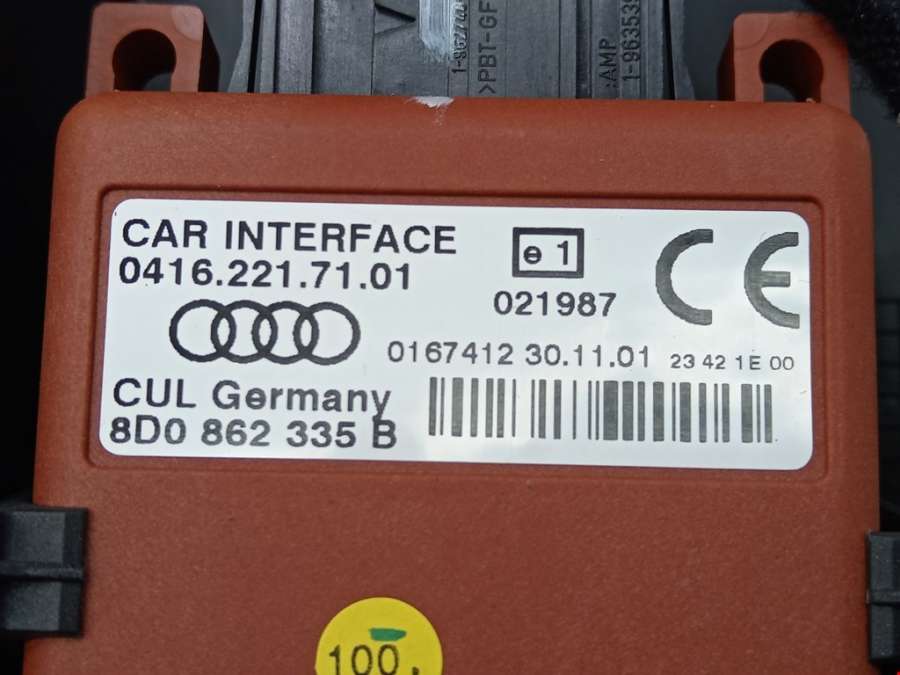 >PBT-GF
:AMP
CAR INTERFACE
0416.221.71.01
e 1
021987
CE
0167412 30.11.01 23 42 1E 00
CUL Germany
8D0 862 335 B
100.